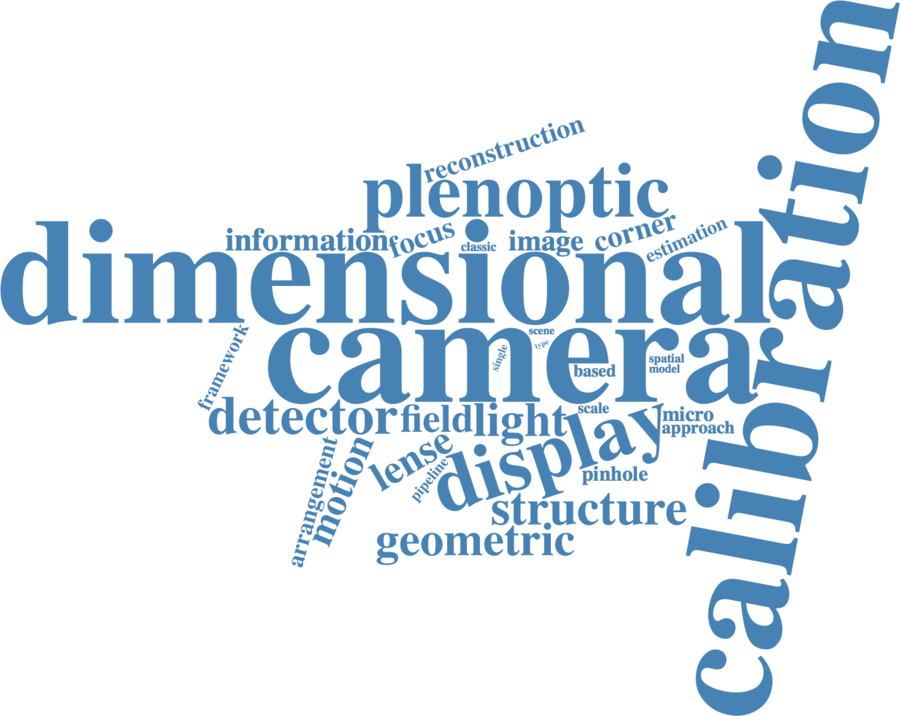 reconstruction
plenoptic
information
focus
classic
image
corner
estimation
dimensional
calibration
camera
framework
scene
type
single
based
spatial
model
detector
field
light
scale
display
micro
approach
arrangement
motion
lense
pipeline
pinhole
structure
geometric